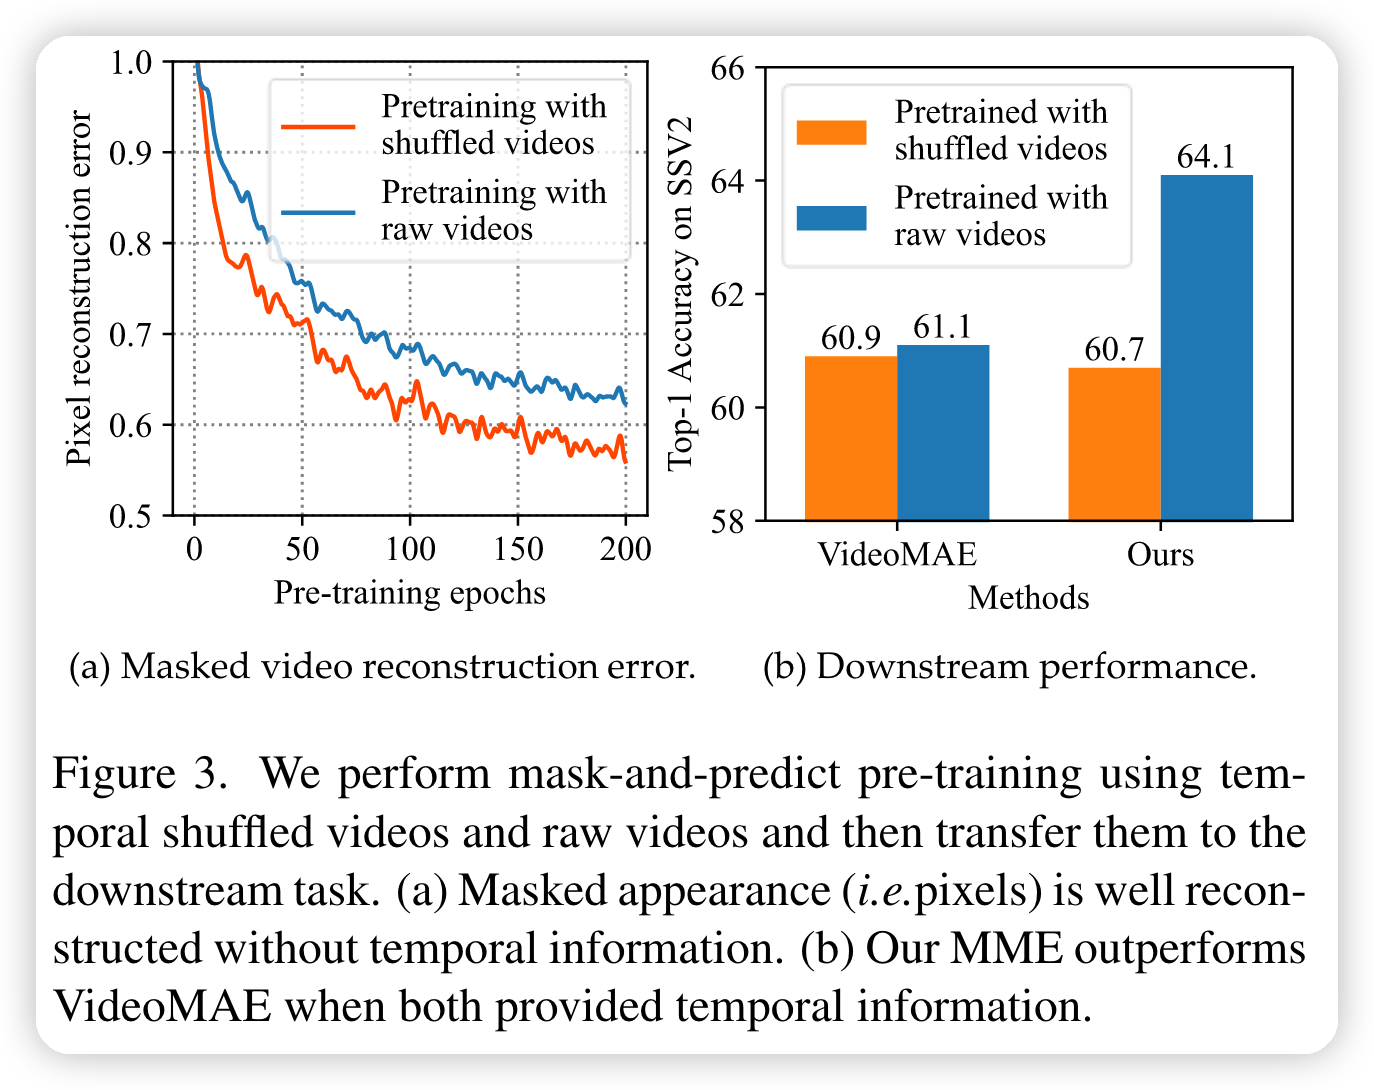 1.0
0.9
0.8
0.7
0.6
0.5
Pixel reconstruction error
Pretraining with
shuffled videos
Pretraining with
raw videos
0 50 100 150 200
Pre-training epochs
(a) Masked video reconstruction error.
66
64
62
60
58
Top-1 Accuracy on SSV2
Pretrained with
shuffled videos
Pretrained with
raw videos
60.9 61.1 60.7 64.1
VideoMAE Ours
Methods
(b) Downstream performance.
Figure 3. We perform mask-and-predict pre-training using tem-
poral shuffled videos and raw videos and then transfer them to the
downstream task. (a) Masked appearance (i.e.pixels) is well recon-
structed without temporal information. (b) Our MME outperforms
VideoMAE when both provided temporal information.